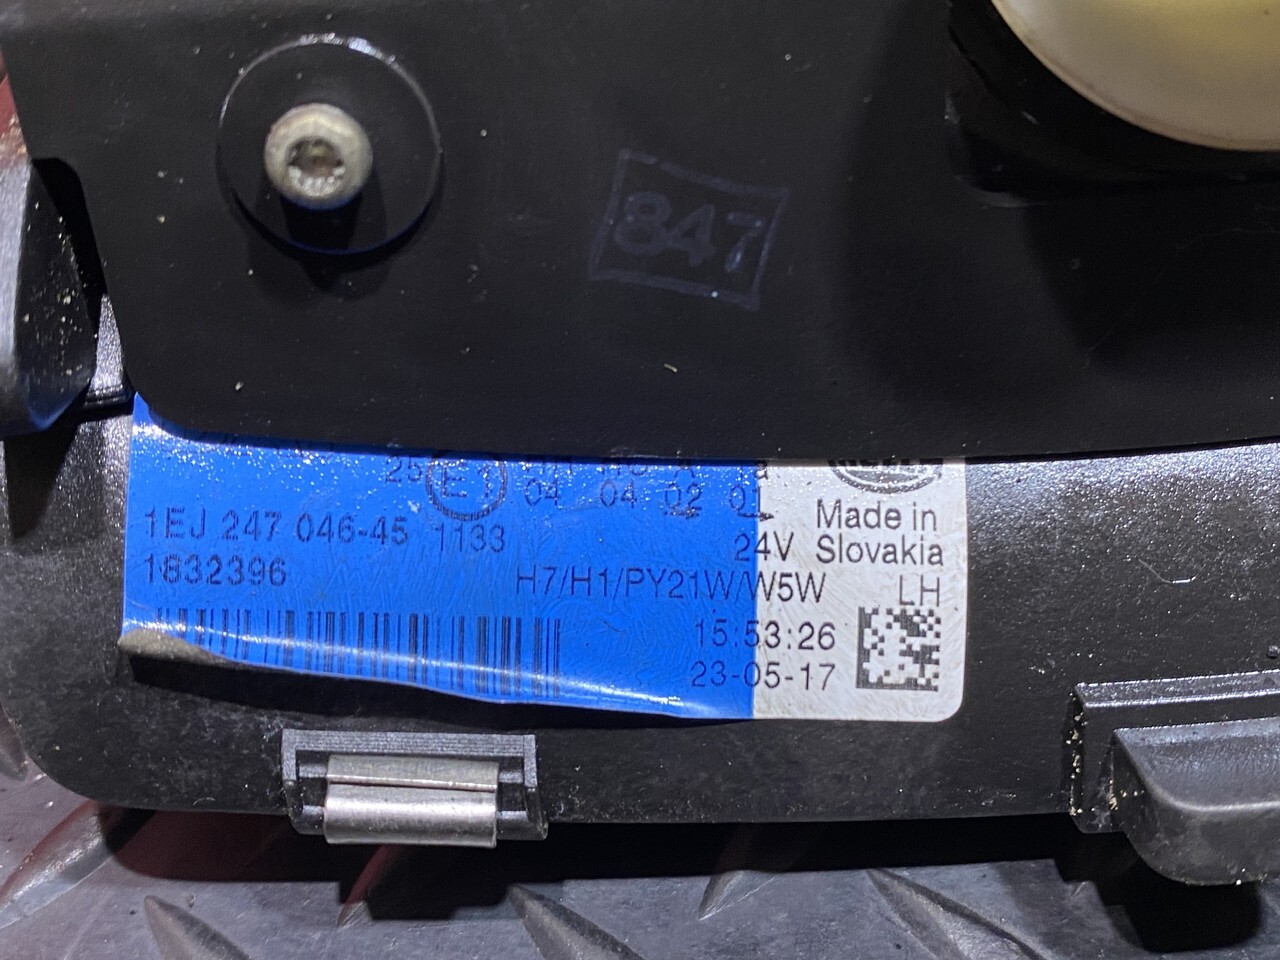 847
25 E1
04 04 02 01
1EJ 247 046-45 1133
1832396
24V
Made in
Slovakia
H7/H1/PY21W/W5W LH
15:53:26
23-05-17